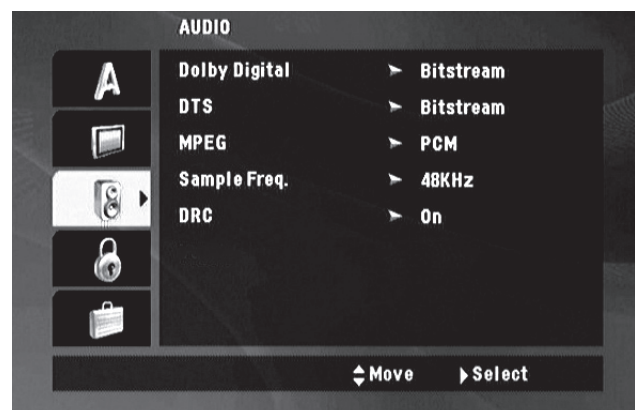 AUDIO
A
Dolby Digital ➤ Bitstream
DTS ➤ Bitstream
MPEG ➤ PCM
Sample Freq. ➤ 48KHz
DRC ➤ On
Move Select